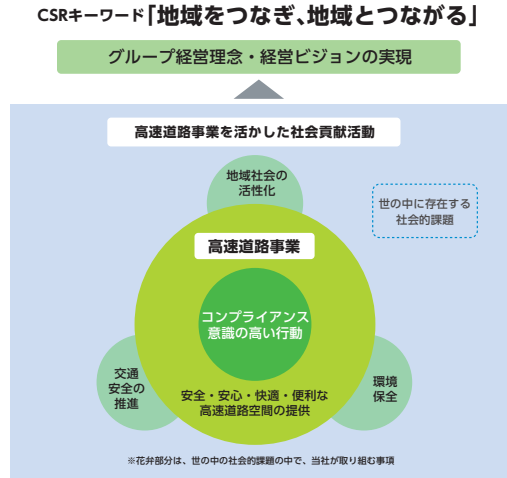 CSRキーワード「地域をつなぎ、地域とつながる」
グループ経営理念・経営ビジョンの実現
高速道路事業を活かした社会貢献活動
地域社会の
活性化
世の中に存在する
社会的課題
高速道路事業
コンプライアンス
意識の高い行動
交通
安全の
推進
安全・安心・快適・便利な
高速道路空間の提供
環境
保全
※花弁部分は、世の中の社会的課題の中で、当社が取り組む事項